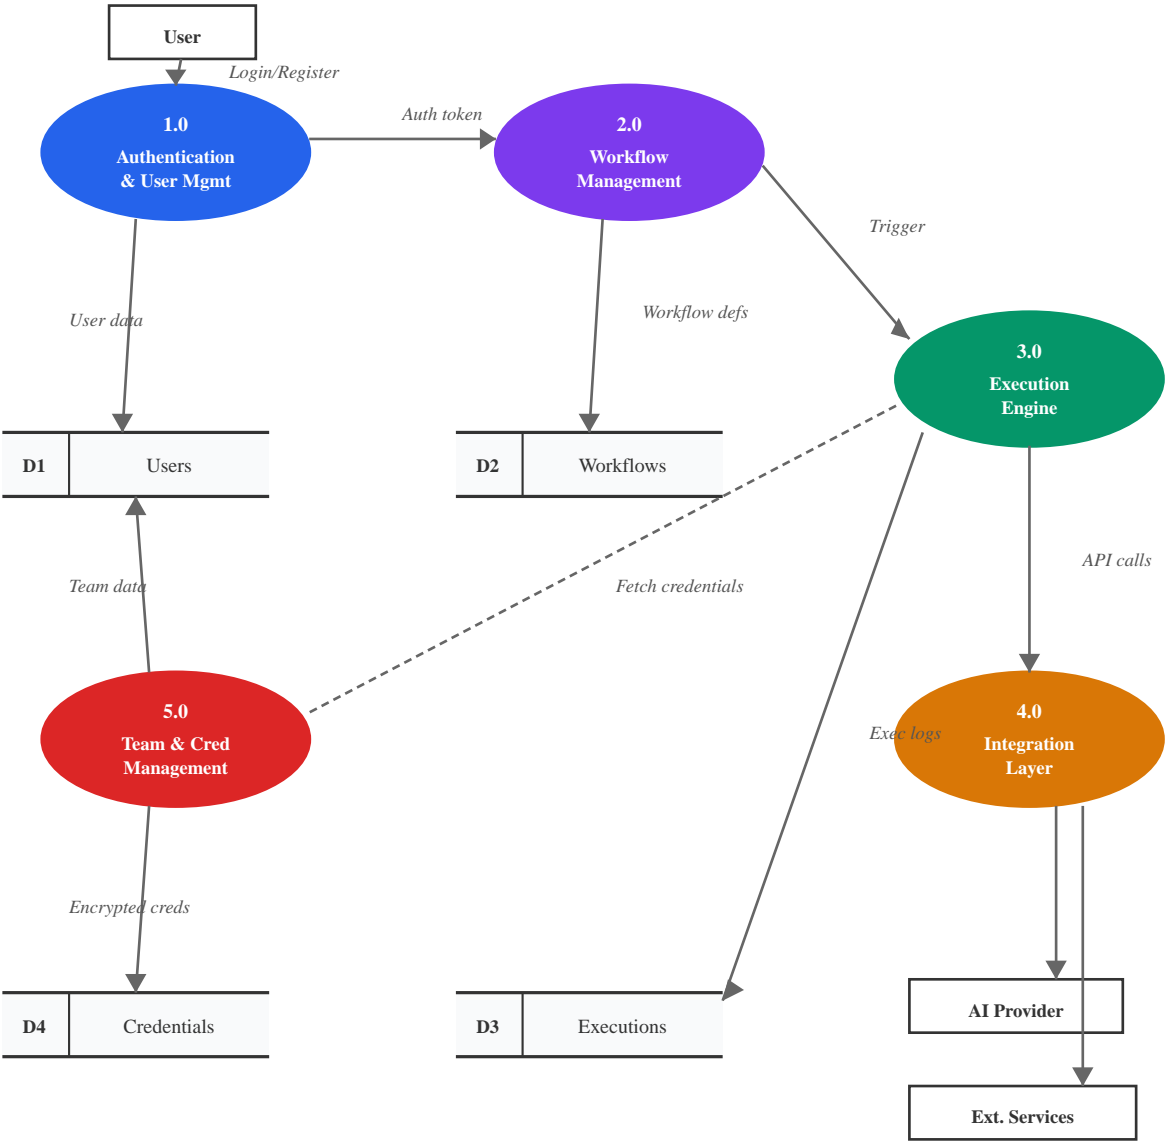 User
Login/Register
1.0
Authentication
& User Mgmt
Auth token
2.0
Workflow
Management
Trigger
User data
Workflow defs
3.0
Execution
Engine
D1
Users
D2
Workflows
Team data
Fetch credentials
API calls
5.0
Team & Cred
Management
Exec logs
4.0
Integration
Layer
Encrypted creds
D4
Credentials
D3
Executions
AI Provider
Ext. Services